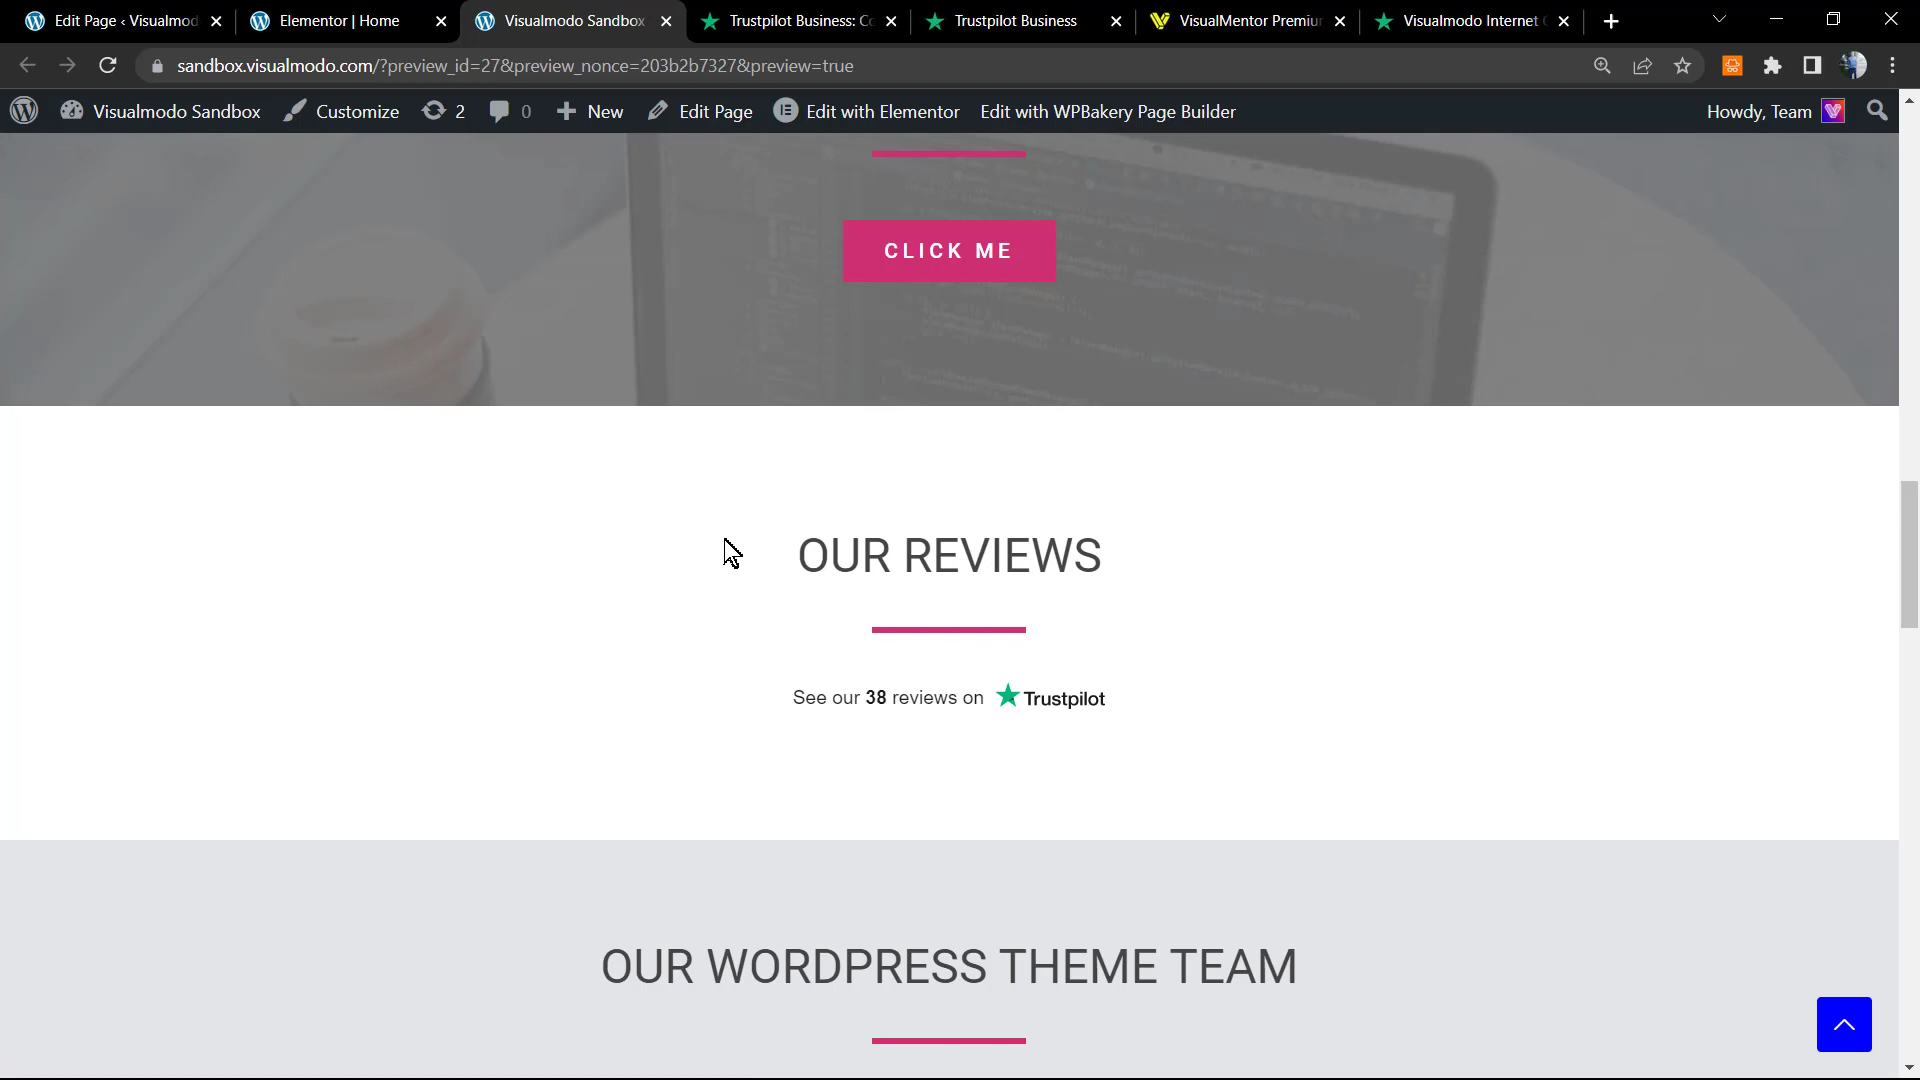 Edit Page ‹ Visualmod
Elementor | Home
Visualmodo Sandbox
Trustpilot Business: Co
Trustpilot Business
VisualMentor Premiu
Visualmodo Internet
sandbox.visualmodo.com/?preview_id=27&preview_nonce=203b2b7327&preview=true
Visualmodo Sandbox
Customize
2
0
New
Edit Page
Edit with Elementor
Edit with WPBakery Page Builder
Howdy, Team
CLICK ME
OUR REVIEWS
See our 38 reviews on Trustpilot
OUR WORDPRESS THEME TEAM